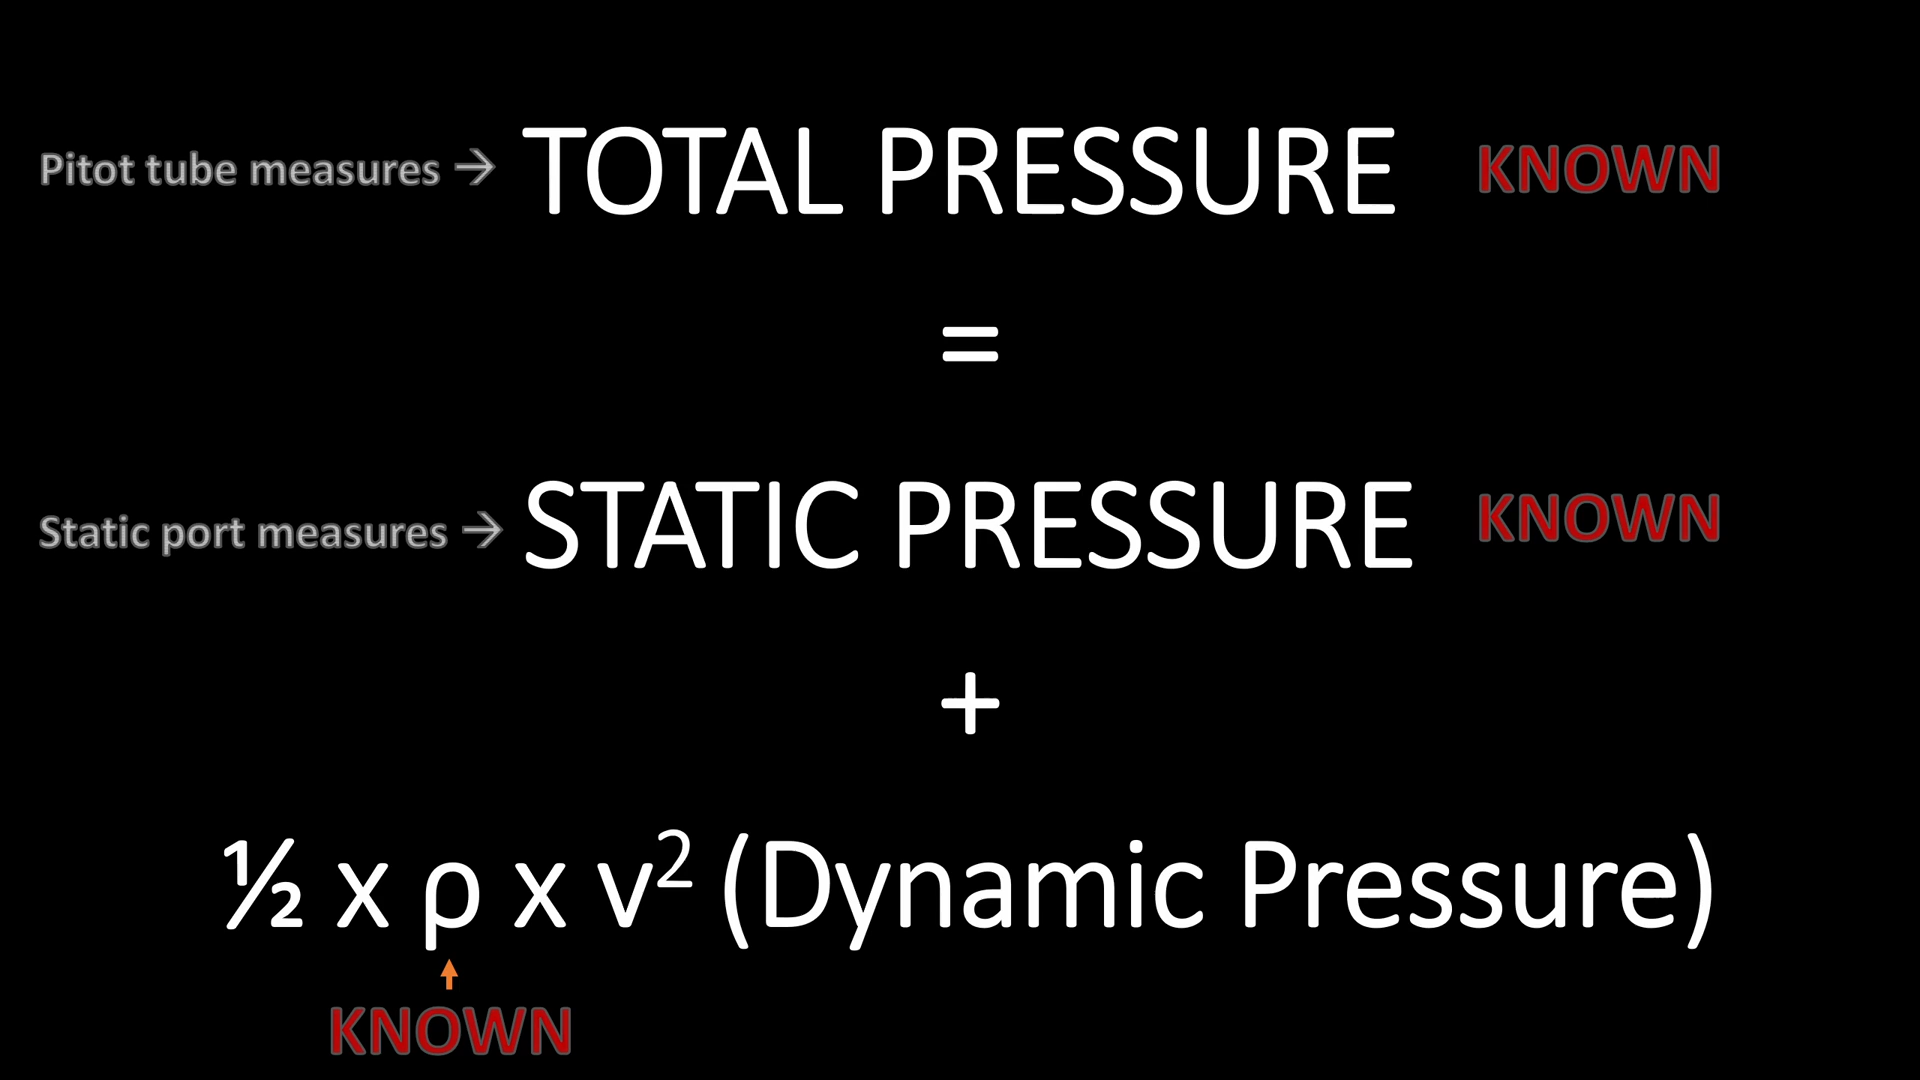 Pitot tube measures → TOTAL PRESSURE KNOWN
=
Static port measures → STATIC PRESSURE KNOWN
+
½ x ρ x v² (Dynamic Pressure)
KNOWN